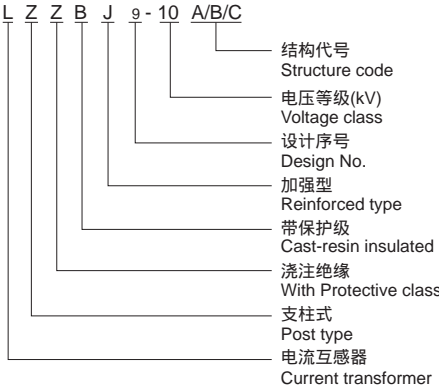 L Z Z B J 9 - 10 A/B/C
结构代号
Structure code
电压等级(kV)
Voltage class
设计序号
Design No.
加强型
Reinforced type
带保护级
Cast-resin insulated
浇注绝缘
With Protective class
支柱式
Post type
电流互感器
Current transformer